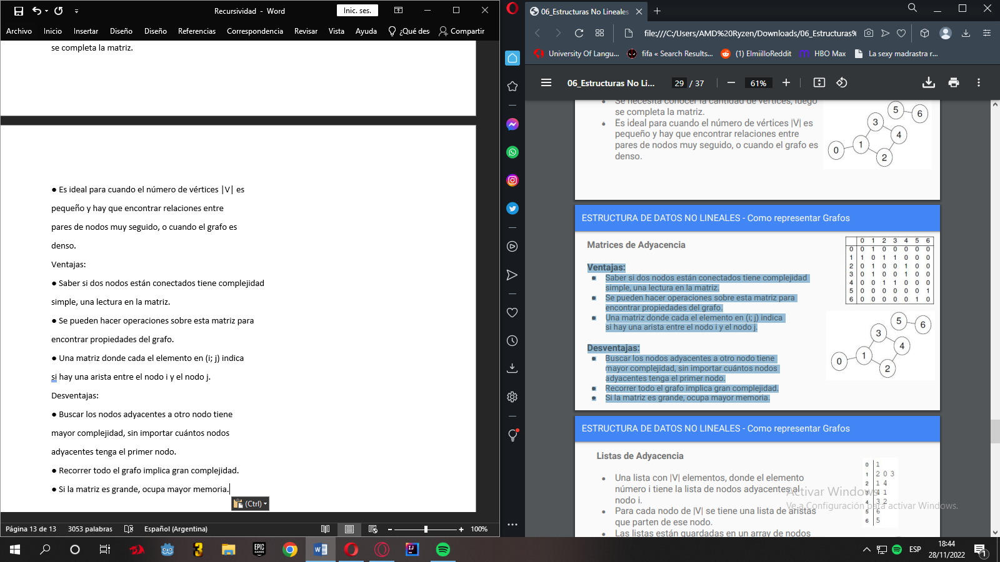 Recursividad - Word
Inic. ses.
Archivo Inicio Insertar Diseño Diseño Referencias Correspondencia Revisar Vista Ayuda ¿Qué des Compartir
se completa la matriz.
● Es ideal para cuando el número de vértices |V| es
pequeño y hay que encontrar relaciones entre
pares de nodos muy seguido, o cuando el grafo es
denso.
Ventajas:
● Saber si dos nodos están conectados tiene complejidad
simple, una lectura en la matriz.
● Se pueden hacer operaciones sobre esta matriz para
encontrar propiedades del grafo.
● Una matriz donde cada el elemento en (i; j) indica
si hay una arista entre el nodo i y el nodo j.
Desventajas:
● Buscar los nodos adyacentes a otro nodo tiene
mayor complejidad, sin importar cuántos nodos
adyacentes tenga el primer nodo.
● Recorrer todo el grafo implica gran complejidad.
● Si la matriz es grande, ocupa mayor memoria.
(Ctrl)
Página 13 de 13 3053 palabras Español (Argentina) 100%
06_Estructuras No Lineales
file:///C:/Users/AMD%20Ryzen/Downloads/06_Estructuras%
University Of Langu... fifa « Search Results... (1) ElmiilloReddit HBO Max La sexy madrastra r...
06_Estructuras No Li... 29 / 37 61%
● Se necesita conocer la cantidad de vértices, luego
se completa la matriz.
● Es ideal para cuando el número de vértices |V| es
pequeño y hay que encontrar relaciones entre
pares de nodos muy seguido, o cuando el grafo es
denso.
5 6
3
4
0 1
2
ESTRUCTURA DE DATOS NO LINEALES - Como representar Grafos
Matrices de Adyacencia
Ventajas:
● Saber si dos nodos están conectados tiene complejidad
simple, una lectura en la matriz.
● Se pueden hacer operaciones sobre esta matriz para
encontrar propiedades del grafo.
● Una matriz donde cada el elemento en (i; j) indica
si hay una arista entre el nodo i y el nodo j.
Desventajas:
● Buscar los nodos adyacentes a otro nodo tiene
mayor complejidad, sin importar cuántos nodos
adyacentes tenga el primer nodo.
● Recorrer todo el grafo implica gran complejidad.
● Si la matriz es grande, ocupa mayor memoria.
0 1 2 3 4 5 6
0 0 1 0 0 0 0 0
1 1 0 1 1 0 0 0
2 0 1 0 0 1 0 0
3 0 1 0 0 1 0 0
4 0 0 1 1 0 0 0
5 0 0 0 0 0 0 1
6 0 0 0 0 0 1 0
5 6
3
4
0 1
2
ESTRUCTURA DE DATOS NO LINEALES - Como representar Grafos
Listas de Adyacencia
● Una lista con |V| elementos, donde el elemento
número i tiene la lista de nodos adyacentes al
nodo i.
● Para cada nodo de |V| se tiene una lista de aristas
que parten de ese nodo.
● Las listas están guardadas en un array de nodos
0 1
1 2 0 3
2 1 4
3 4 1
4 3 2
5 6
6 5
Activar Windows
Ve a Configuración para activar Windows.
3 EPIC GAMES W IJ
ESP
18:44
28/11/2022
1